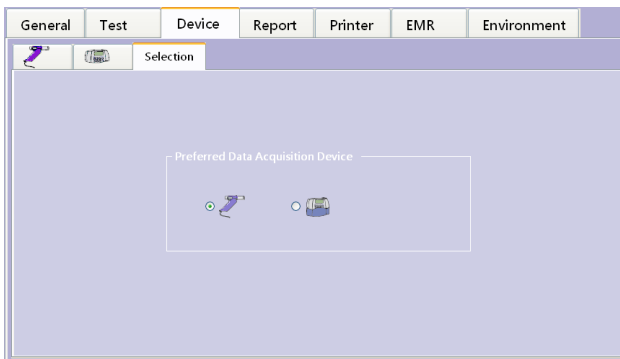 General Test Device Report Printer EMR Environment
Selection
Preferred Data Acquisition Device